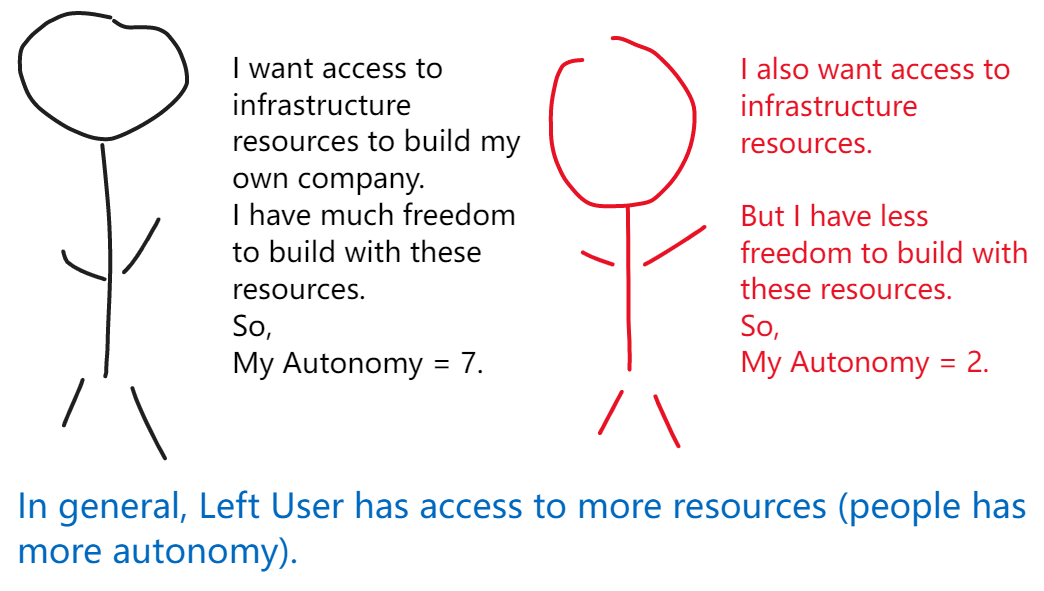 I want access to
infrastructure
resources to build my
own company.
I have much freedom
to build with these
resources.
So,
My Autonomy = 7.
I also want access to
infrastructure
resources.
But I have less
freedom to build with
these resources.
So,
My Autonomy = 2.
In general, Left User has access to more resources (people has
more autonomy).